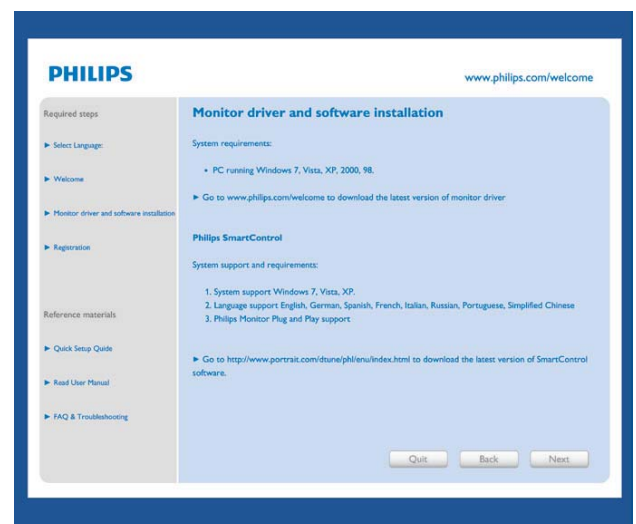 PHILIPS
www.philips.com/welcome
Required steps
► Select Language:
► Welcome
► Monitor driver and software installation
► Registration
Reference materials
► Quick Setup Quide
► Read User Manual
► FAQ & Troubleshooting
Monitor driver and software installation
System requirements:
• PC running Windows 7, Vista, XP, 2000, 98.
► Go to www.philips.com/welcome to download the latest version of monitor driver
Philips SmartControl
System support and requirements:
1. System support Windows 7, Vista, XP.
2. Language support English, German, Spanish, French, Italian, Russian, Portuguese, Simplified Chinese
3. Philips Monitor Plug and Play support
► Go to http://www.portrait.com/dtune/phl/enu/index.html to download the latest version of SmartControl
software.
Quit
Back
Next